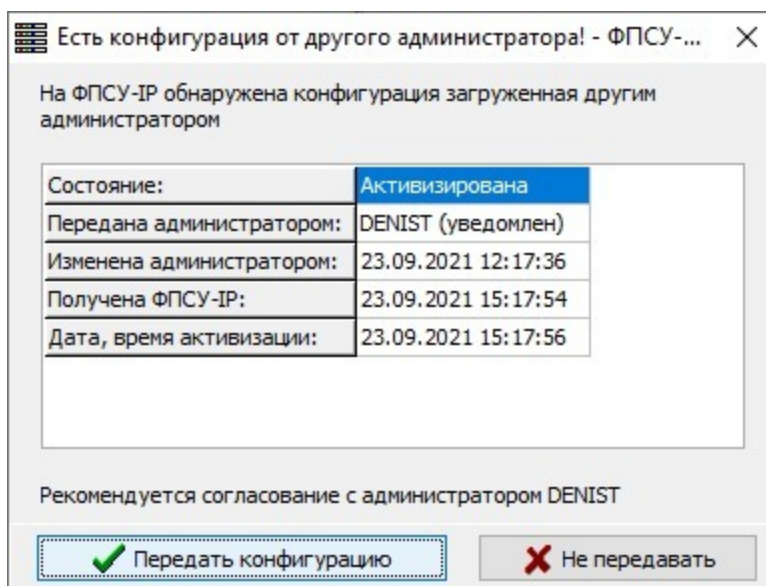 Есть конфигурация от другого администратора! - ФПСУ-...
На ФПСУ-IP обнаружена конфигурация загруженная другим
администратором
Состояние: Активизирована
Передана администратором: DENIST (уведомлен)
Изменена администратором: 23.09.2021 12:17:36
Получена ФПСУ-IP: 23.09.2021 15:17:54
Дата, время активизации: 23.09.2021 15:17:56
Рекомендуется согласование с администратором DENIST
Передать конфигурацию Не передавать